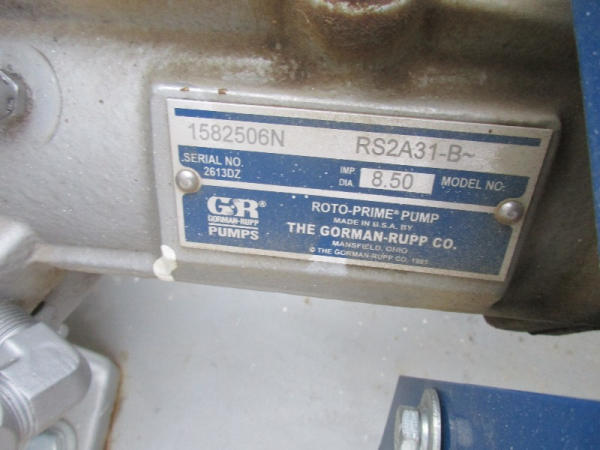 1582506N RS2A31-B~
SERIAL NO. IMP. DIA. 8.50 MODEL NO.
2613DZ
GR
GORMAN-RUPP
PUMPS
ROTO-PRIME® PUMP
MADE IN U.S.A. BY
THE GORMAN-RUPP CO.
MANSFIELD, OHIO
© THE GORMAN-RUPP CO.